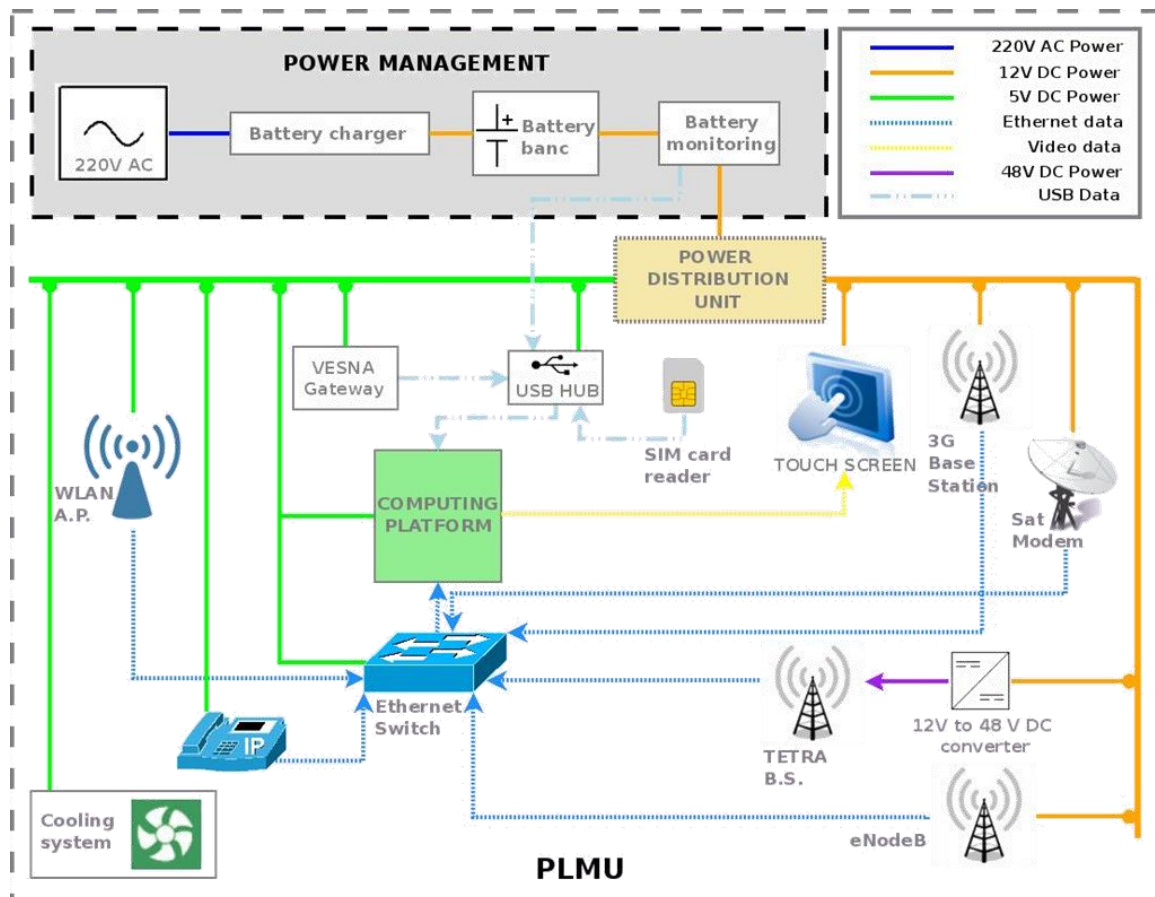 POWER MANAGEMENT
220V AC
Battery charger
+
Battery
banc
Battery
monitoring
220V AC Power
12V DC Power
5V DC Power
Ethernet data
Video data
48V DC Power
USB Data
POWER
DISTRIBUTION
UNIT
VESNA
Gateway
USB HUB
SIM card
reader
TOUCH SCREEN
3G
Base
Station
WLAN
A.P.
COMPUTING
PLATFORM
Sat
Modem
Ethernet
Switch
IP
TETRA
B.S.
12V to 48 V DC
converter
Cooling
system
eNodeB
PLMU